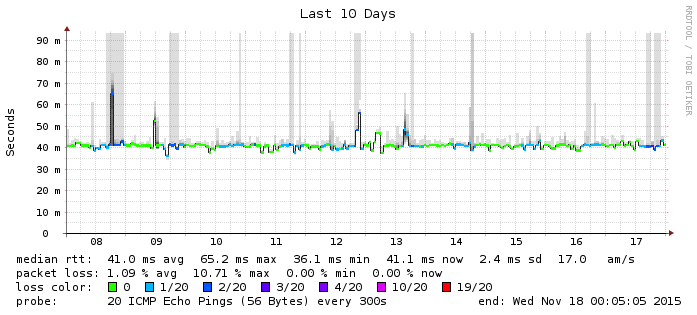 Last 10 Days
RRDTOOL / TOBI OETIKER
Seconds
90 m
80 m
70 m
60 m
50 m
40 m
30 m
20 m
10 m
0
08 09 10 11 12 13 14 15 16 17
median rtt: 41.0 ms avg 65.2 ms max 36.1 ms min 41.1 ms now 2.4 ms sd 17.0 am/s
packet loss: 1.09 % avg 10.71 % max 0.00 % min 0.00 % now
loss color: 0 1/20 2/20 3/20 4/20 10/20 19/20
probe: 20 ICMP Echo Pings (56 Bytes) every 300s end: Wed Nov 18 00:05:05 2015